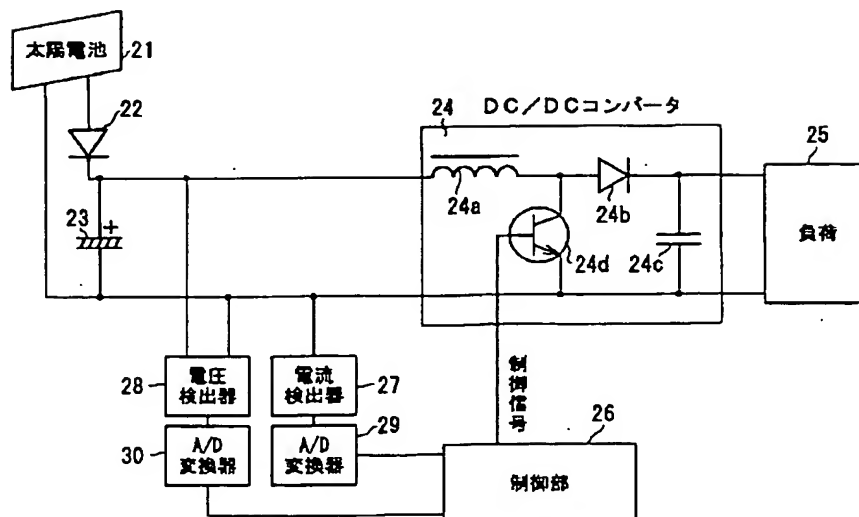 太陽電池
21
22
24
DC/DCコンバータ
25
24a
24b
23
+
24d
24c
負荷
28
電圧
検出器
電流
検出器
27
制御信号
30
A/D
変換器
A/D
変換器
29
26
制御部